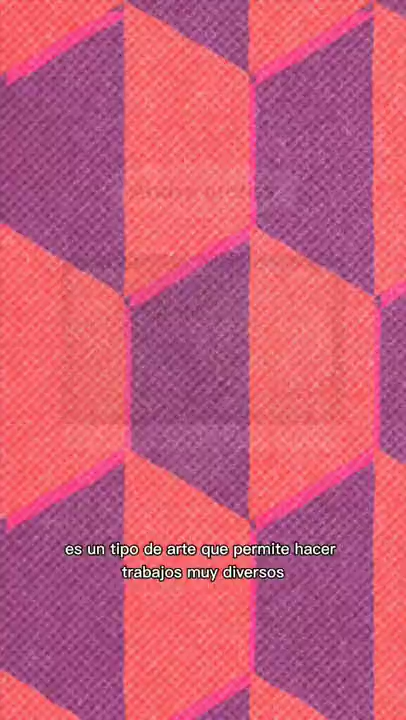 es un tipo de arte que permite hacer
trabajos muy diversos